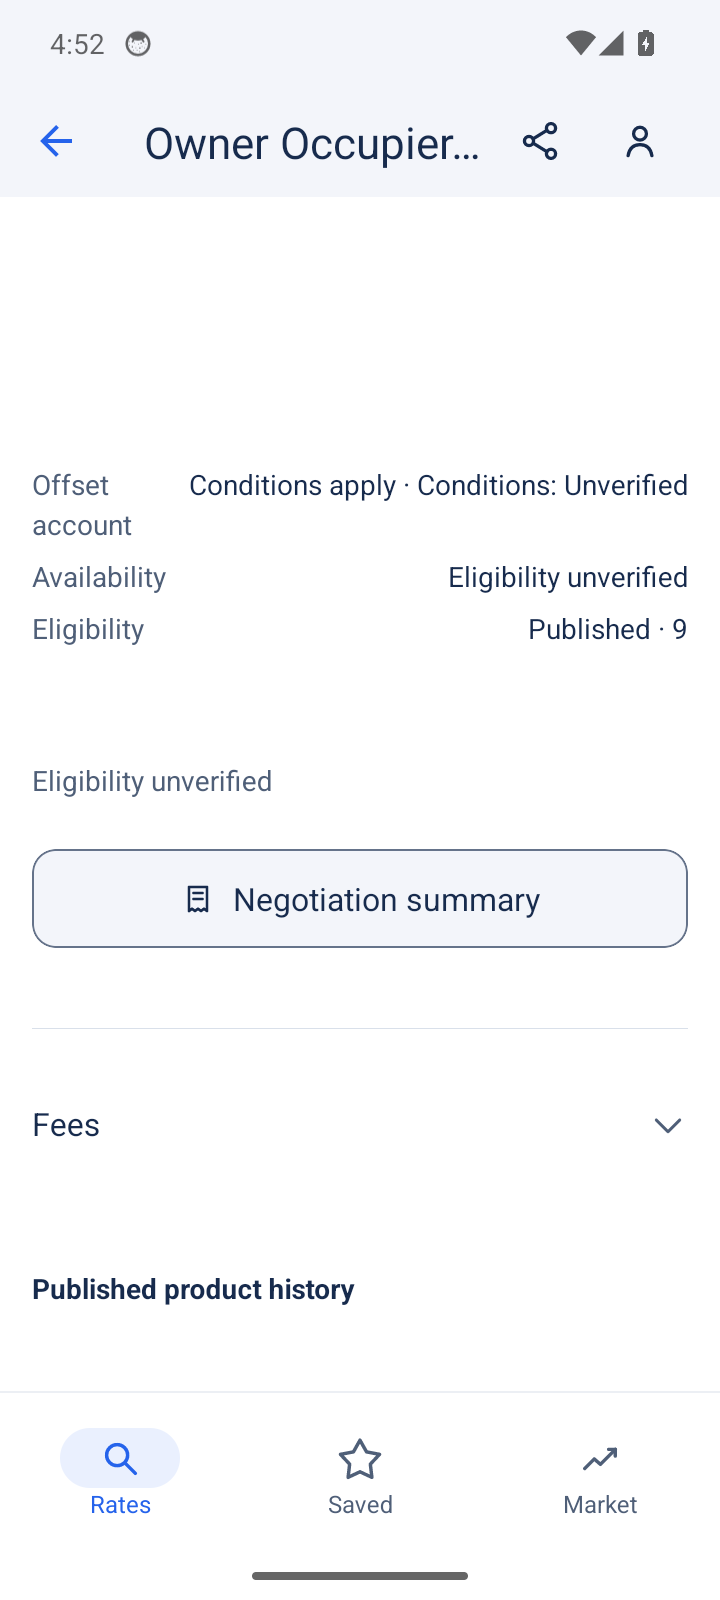 4:52
Owner Occupier...
Offset account
Conditions apply · Conditions: Unverified
Availability
Eligibility unverified
Eligibility
Published · 9
Eligibility unverified
Negotiation summary
Fees
Published product history
Rates
Saved
Market